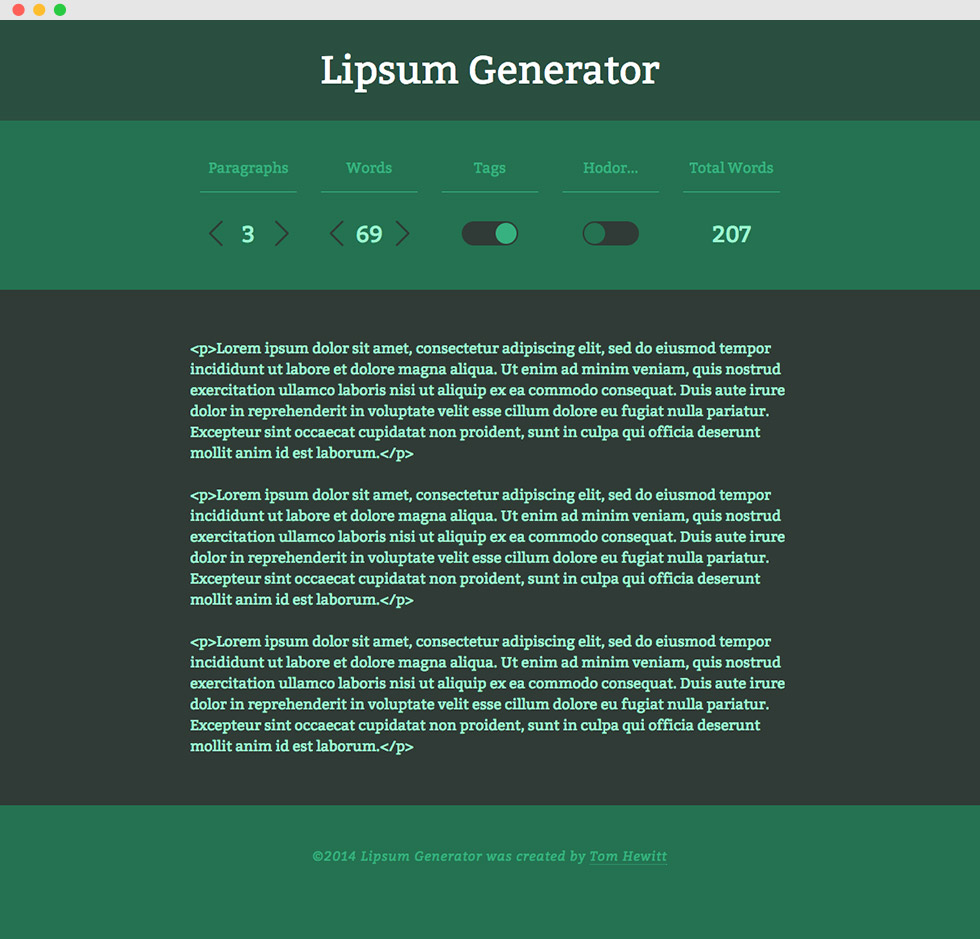 Lipsum Generator
Paragraphs Words Tags Hodor... Total Words
3 69 207
<p>Lorem ipsum dolor sit amet, consectetur adipiscing elit, sed do eiusmod tempor
incididunt ut labore et dolore magna aliqua. Ut enim ad minim veniam, quis nostrud
exercitation ullamco laboris nisi ut aliquip ex ea commodo consequat. Duis aute irure
dolor in reprehenderit in voluptate velit esse cillum dolore eu fugiat nulla pariatur.
Excepteur sint occaecat cupidatat non proident, sunt in culpa qui officia deserunt
mollit anim id est laborum.</p>
<p>Lorem ipsum dolor sit amet, consectetur adipiscing elit, sed do eiusmod tempor
incididunt ut labore et dolore magna aliqua. Ut enim ad minim veniam, quis nostrud
exercitation ullamco laboris nisi ut aliquip ex ea commodo consequat. Duis aute irure
dolor in reprehenderit in voluptate velit esse cillum dolore eu fugiat nulla pariatur.
Excepteur sint occaecat cupidatat non proident, sunt in culpa qui officia deserunt
mollit anim id est laborum.</p>
<p>Lorem ipsum dolor sit amet, consectetur adipiscing elit, sed do eiusmod tempor
incididunt ut labore et dolore magna aliqua. Ut enim ad minim veniam, quis nostrud
exercitation ullamco laboris nisi ut aliquip ex ea commodo consequat. Duis aute irure
dolor in reprehenderit in voluptate velit esse cillum dolore eu fugiat nulla pariatur.
Excepteur sint occaecat cupidatat non proident, sunt in culpa qui officia deserunt
mollit anim id est laborum.</p>
©2014 Lipsum Generator was created by Tom Hewitt